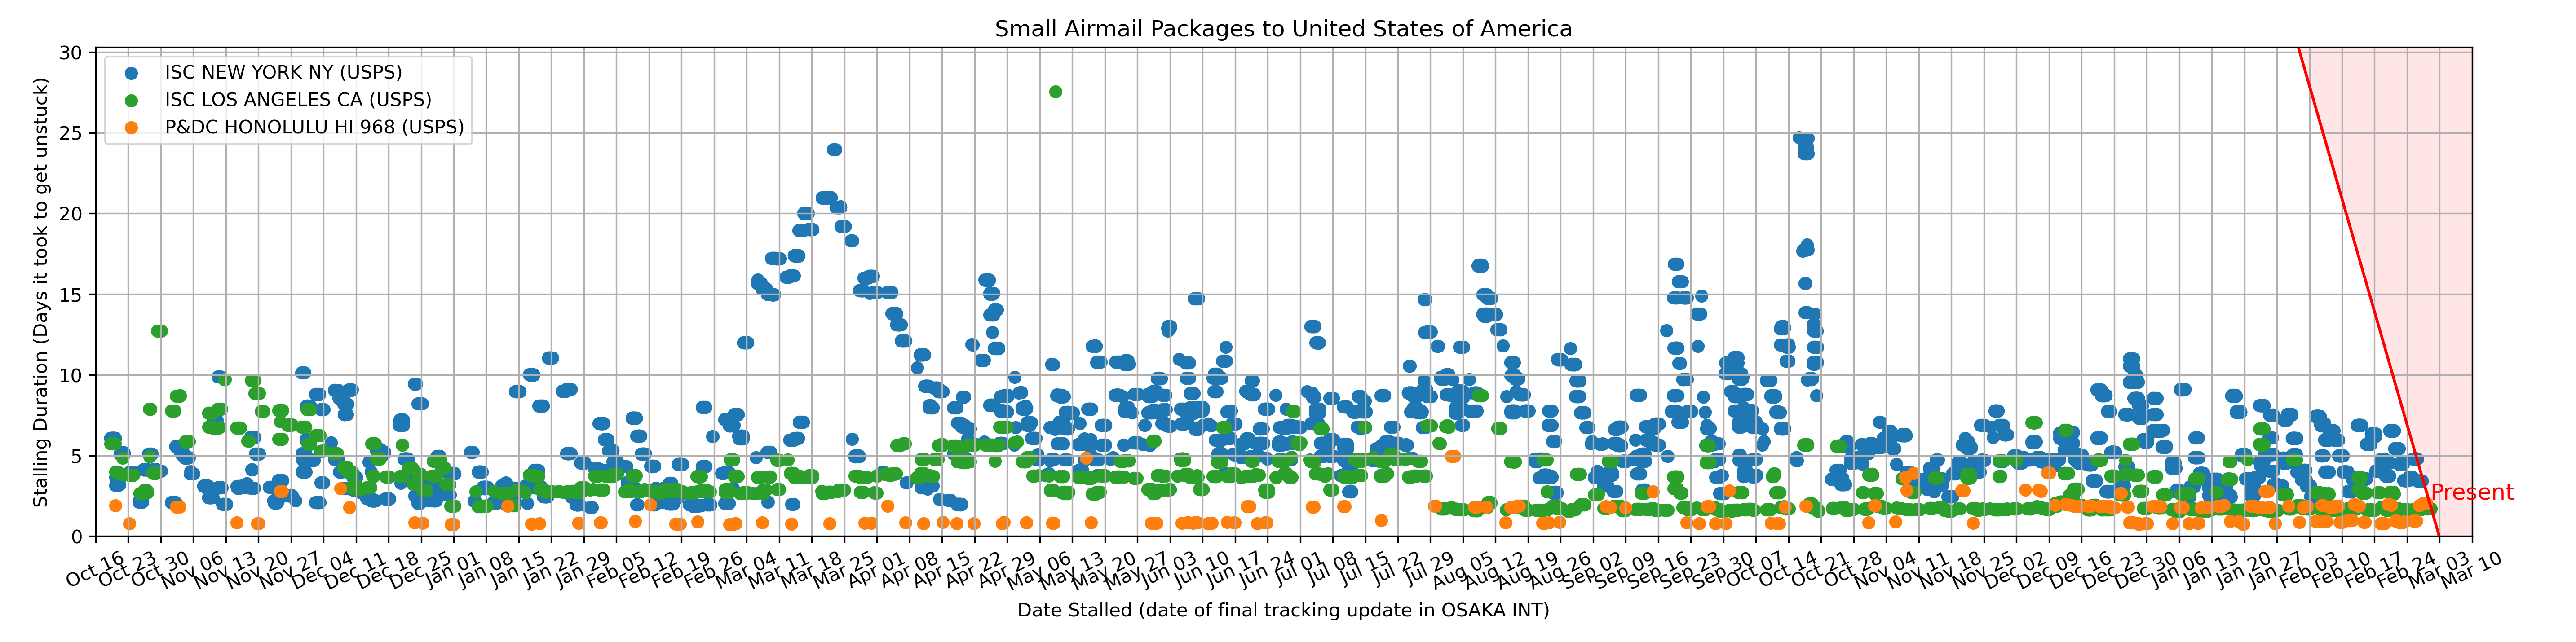 Small Airmail Packages to United States of America
Stalling Duration (Days it took to get unstuck)
30
25
20
15
10
5
0
ISC NEW YORK NY (USPS)
ISC LOS ANGELES CA (USPS)
P&DC HONOLULU HI 968 (USPS)
Present
Oct 16 Oct 23 Oct 30 Nov 06 Nov 13 Nov 20 Nov 27 Dec 04 Dec 11 Dec 18 Dec 25 Jan 01 Jan 08 Jan 15 Jan 22 Jan 29 Feb 05 Feb 12 Feb 19 Feb 26 Mar 04 Mar 11 Mar 18 Mar 25 Apr 01 Apr 08 Apr 15 Apr 22 Apr 29 May 06 May 13 May 20 May 27 Jun 03 Jun 10 Jun 17 Jun 24 Jul 01 Jul 08 Jul 15 Jul 22 Jul 29 Aug 05 Aug 12 Aug 19 Aug 26 Sep 02 Sep 09 Sep 16 Sep 23 Sep 30 Oct 07 Oct 14 Oct 21 Oct 28 Nov 04 Nov 11 Nov 18 Nov 25 Dec 02 Dec 09 Dec 16 Dec 23 Dec 30 Jan 06 Jan 13 Jan 20 Jan 27 Feb 03 Feb 10 Feb 17 Feb 24 Mar 03 Mar 10
Date Stalled (date of final tracking update in OSAKA INT)